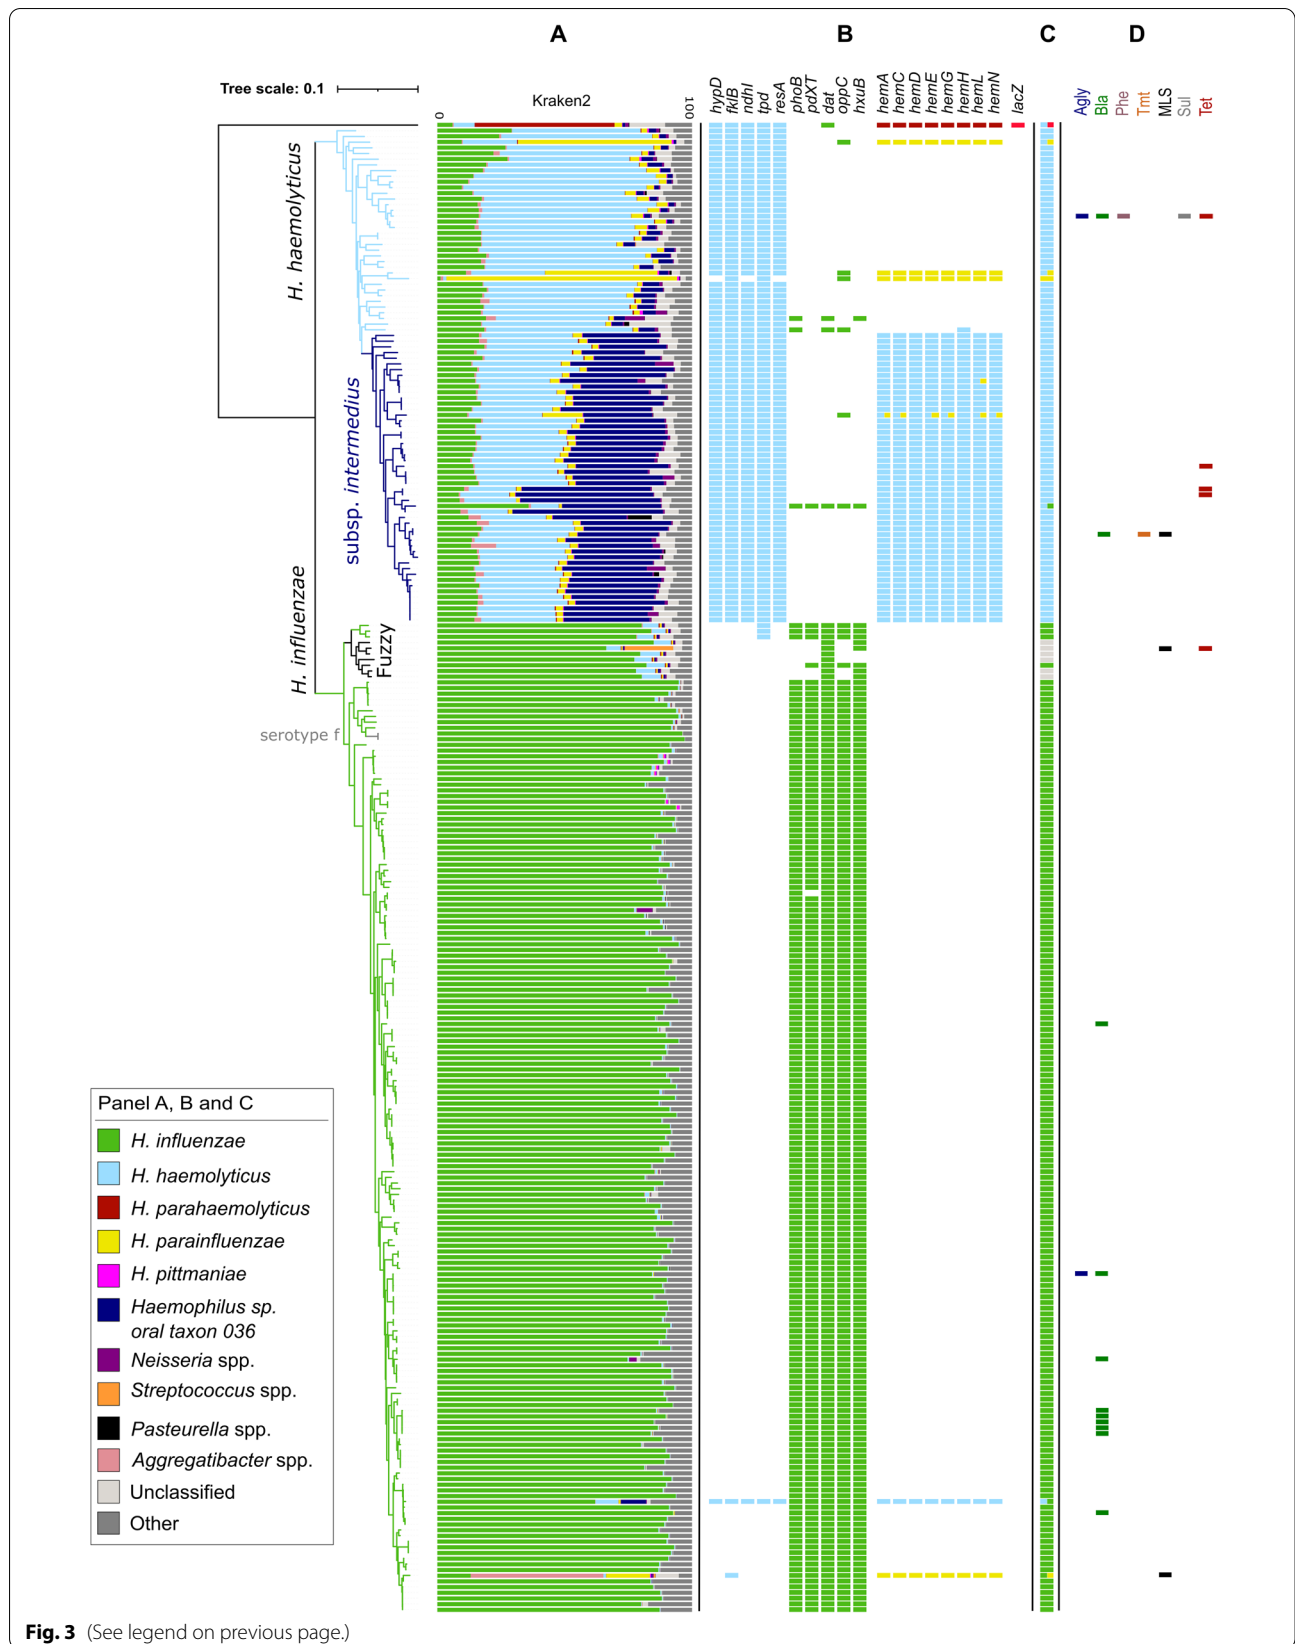 A B C D
Tree scale: 0.1
Kraken2
0
100
hypD
fklB
ndhI
tpd
resA
phoB
pdXT
dat
oppC
hxuB
hemA
hemC
hemD
hemE
hemG
hemH
hemL
hemN
lacZ
Agly
Bla
Phe
Tmt
MLS
Sul
Tet
H. haemolyticus
subsp. intermedius
H. influenzae
Fuzzy
serotype f
Panel A, B and C
H. influenzae
H. haemolyticus
H. parahaemolyticus
H. parainfluenzae
H. pittmaniae
Haemophilus sp.
oral taxon 036
Neisseria spp.
Streptococcus spp.
Pasteurella spp.
Aggregatibacter spp.
Unclassified
Other
Fig. 3 (See legend on previous page.)